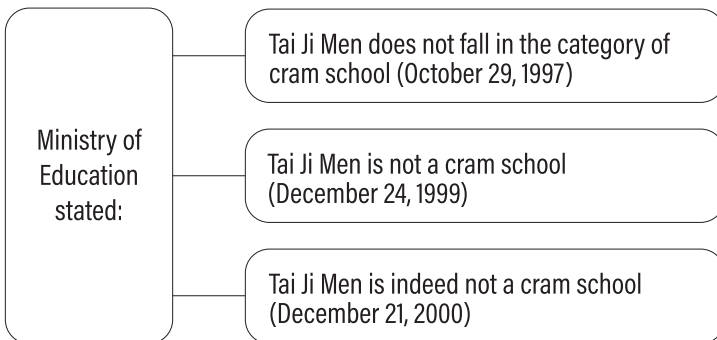 Ministry of
Education
stated:
Tai Ji Men does not fall in the category of
cram school (October 29, 1997)
Tai Ji Men is not a cram school
(December 24, 1999)
Tai Ji Men is indeed not a cram school
(December 21, 2000)